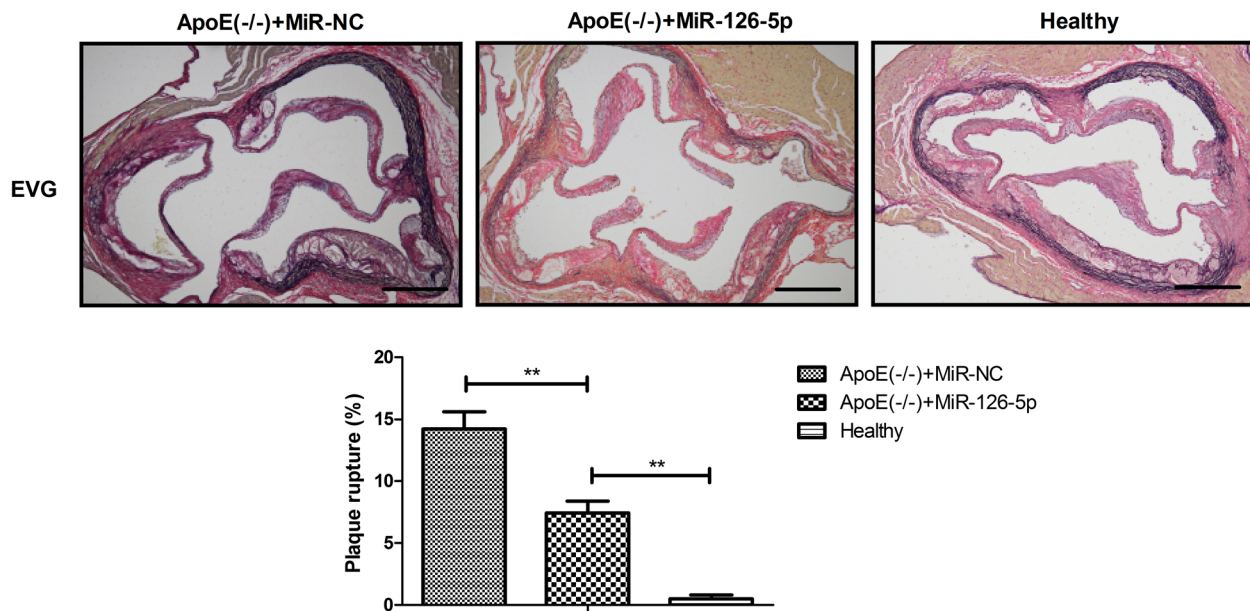 ApoE(-/-)+MiR-NC
ApoE(-/-)+MiR-126-5p
Healthy
EVG
20
15
10
5
0
Plaque rupture (%)
**
**
ApoE(-/-)+MiR-NC
ApoE(-/-)+MiR-126-5p
Healthy